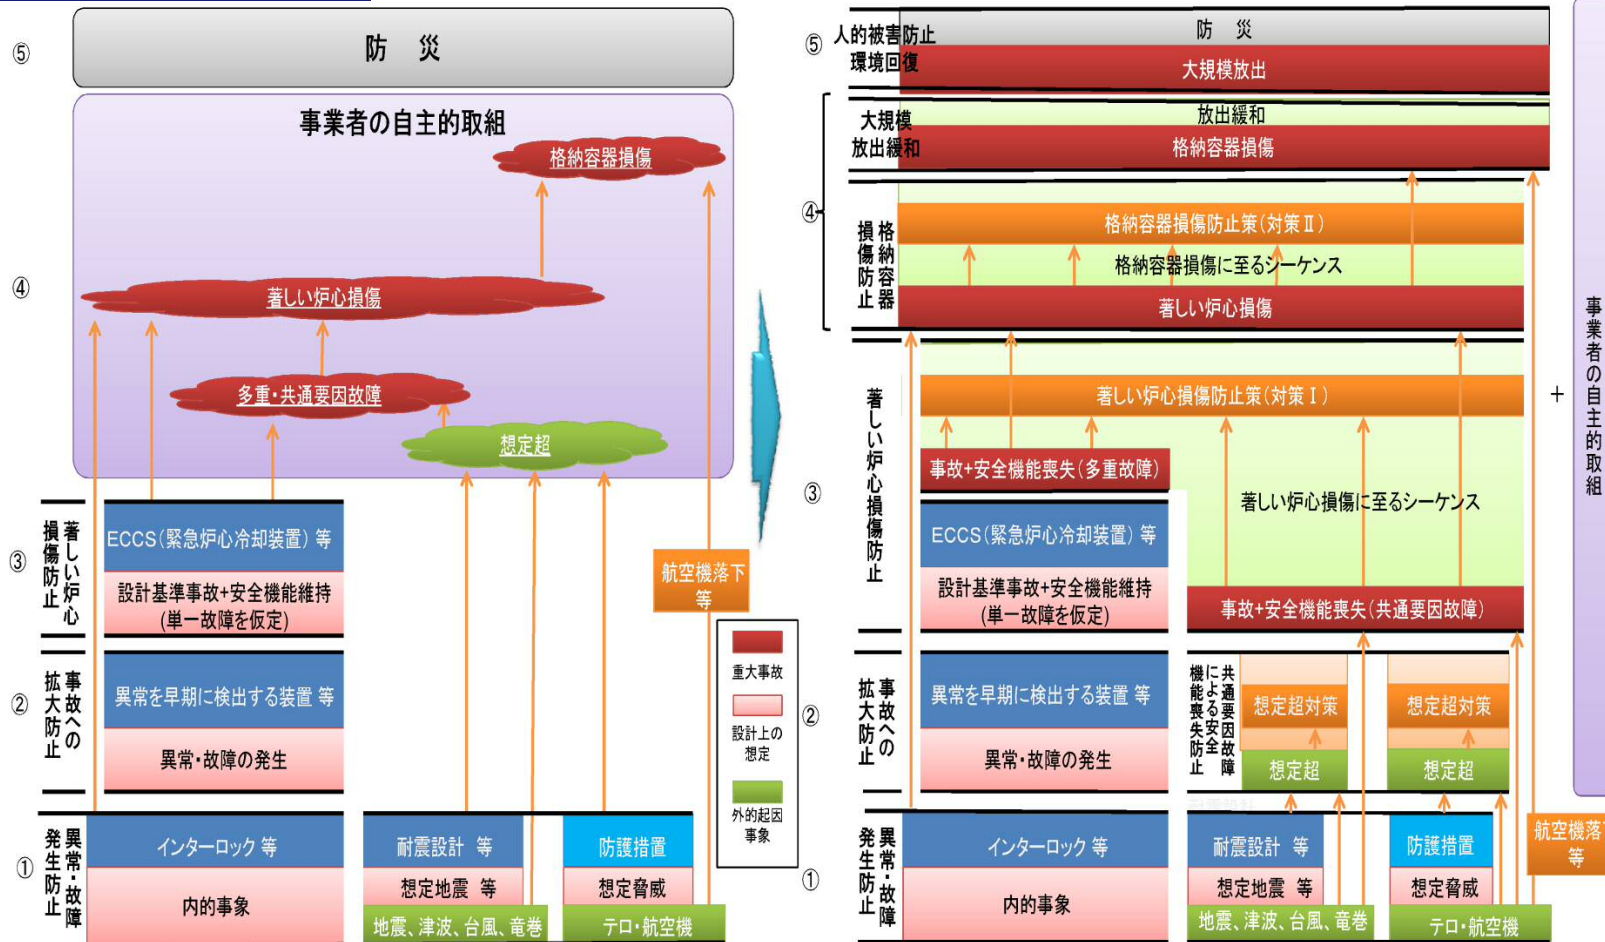 ⑤
防　災
事業者の自主的取組
格納容器損傷
④
著しい炉心損傷
多重・共通要因故障
想定超
③
著しい炉心
損傷防止
ECCS(緊急炉心冷却装置)等
設計基準事故+安全機能維持
(単一故障を仮定)
航空機落下
等
②
事故への
拡大防止
異常を早期に検出する装置 等
異常・故障の発生
重大事故
設計上の
想定
外的起因
事象
①
異常・故障
発生防止
インターロック 等
内的事象
耐震設計 等
想定地震 等
地震、津波、台風、竜巻
防護措置
想定脅威
テロ・航空機
⑤
人的被害防止
環境回復
防　災
大規模放出
④
大規模
放出緩和
放出緩和
格納容器損傷
格納容器
損傷防止
格納容器損傷防止策(対策Ⅱ)
格納容器損傷に至るシーケンス
著しい炉心損傷
③
著しい炉心損傷防止
著しい炉心損傷防止策(対策Ⅰ)
事故+安全機能喪失(多重故障)
著しい炉心損傷に至るシーケンス
ECCS(緊急炉心冷却装置)等
設計基準事故+安全機能維持
(単一故障を仮定)
事故+安全機能喪失(共通要因故障)
②
事故への
拡大防止
異常を早期に検出する装置 等
異常・故障の発生
共通要因故障
による安全
機能喪失防止
想定超対策
想定超
想定超対策
想定超
①
異常・故障
発生防止
インターロック 等
内的事象
耐震設計
耐震設計 等
想定地震 等
地震、津波、台風、竜巻
防護措置
想定脅威
テロ・航空機
航空機落下
等
+
事業者の自主的取組